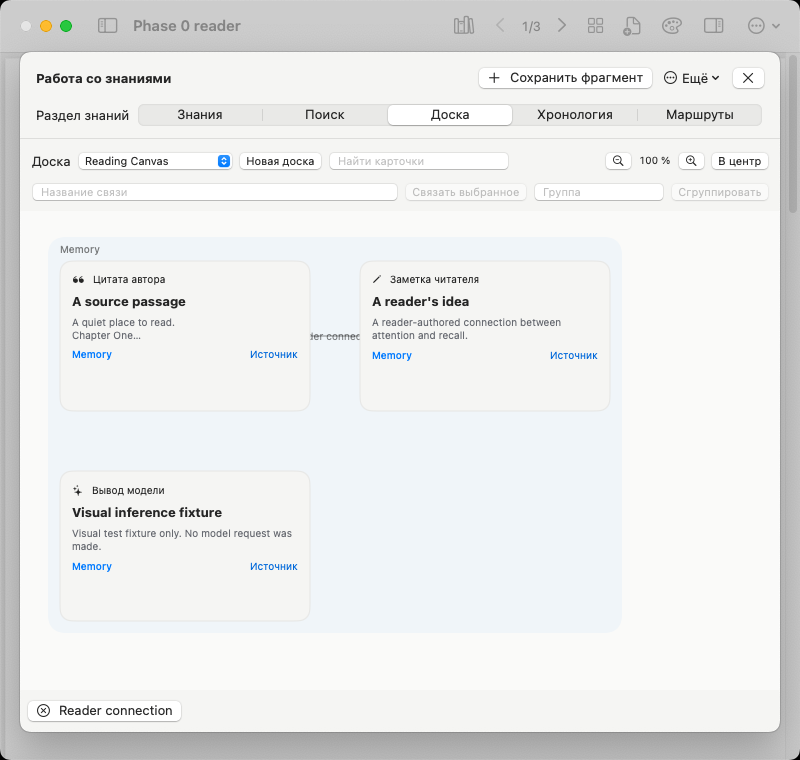 Phase 0 reader
1/3
Работа со знаниями
Сохранить фрагмент
Ещё
Раздел знаний
Знания
Поиск
Доска
Хронология
Маршруты
Доска
Reading Canvas
Новая доска
Найти карточки
100 %
В центр
Название связи
Связать выбранное
Группа
Сгруппировать
Memory
Цитата автора
A source passage
A quiet place to read.
Chapter One...
Memory
Источник
Заметка читателя
A reader's idea
A reader-authored connection between
attention and recall.
Memory
Источник
Вывод модели
Visual inference fixture
Visual test fixture only. No model request was
made.
Memory
Источник
Reader connection